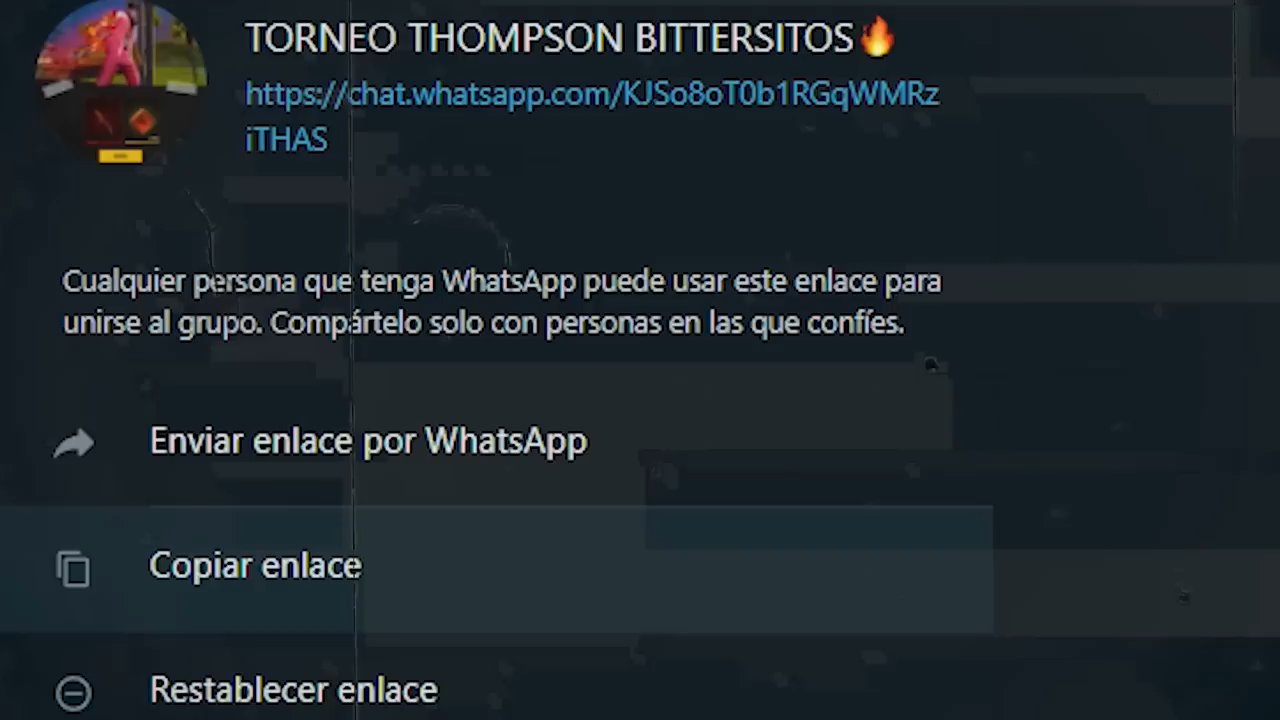 TORNEO THOMPSON BITTERSITOS🔥
https://chat.whatsapp.com/KJSo8oT0b1RGqWMRz
iTHAS
Cualquier persona que tenga WhatsApp puede usar este enlace para
unirse al grupo. Compártelo solo con personas en las que confíes.
Enviar enlace por WhatsApp
Copiar enlace
Restablecer enlace